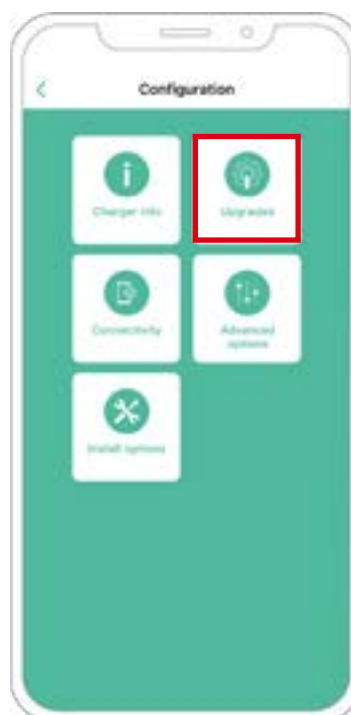 Configuration
Charger info
Upgrades
Connectivity
Advanced
options
Install options